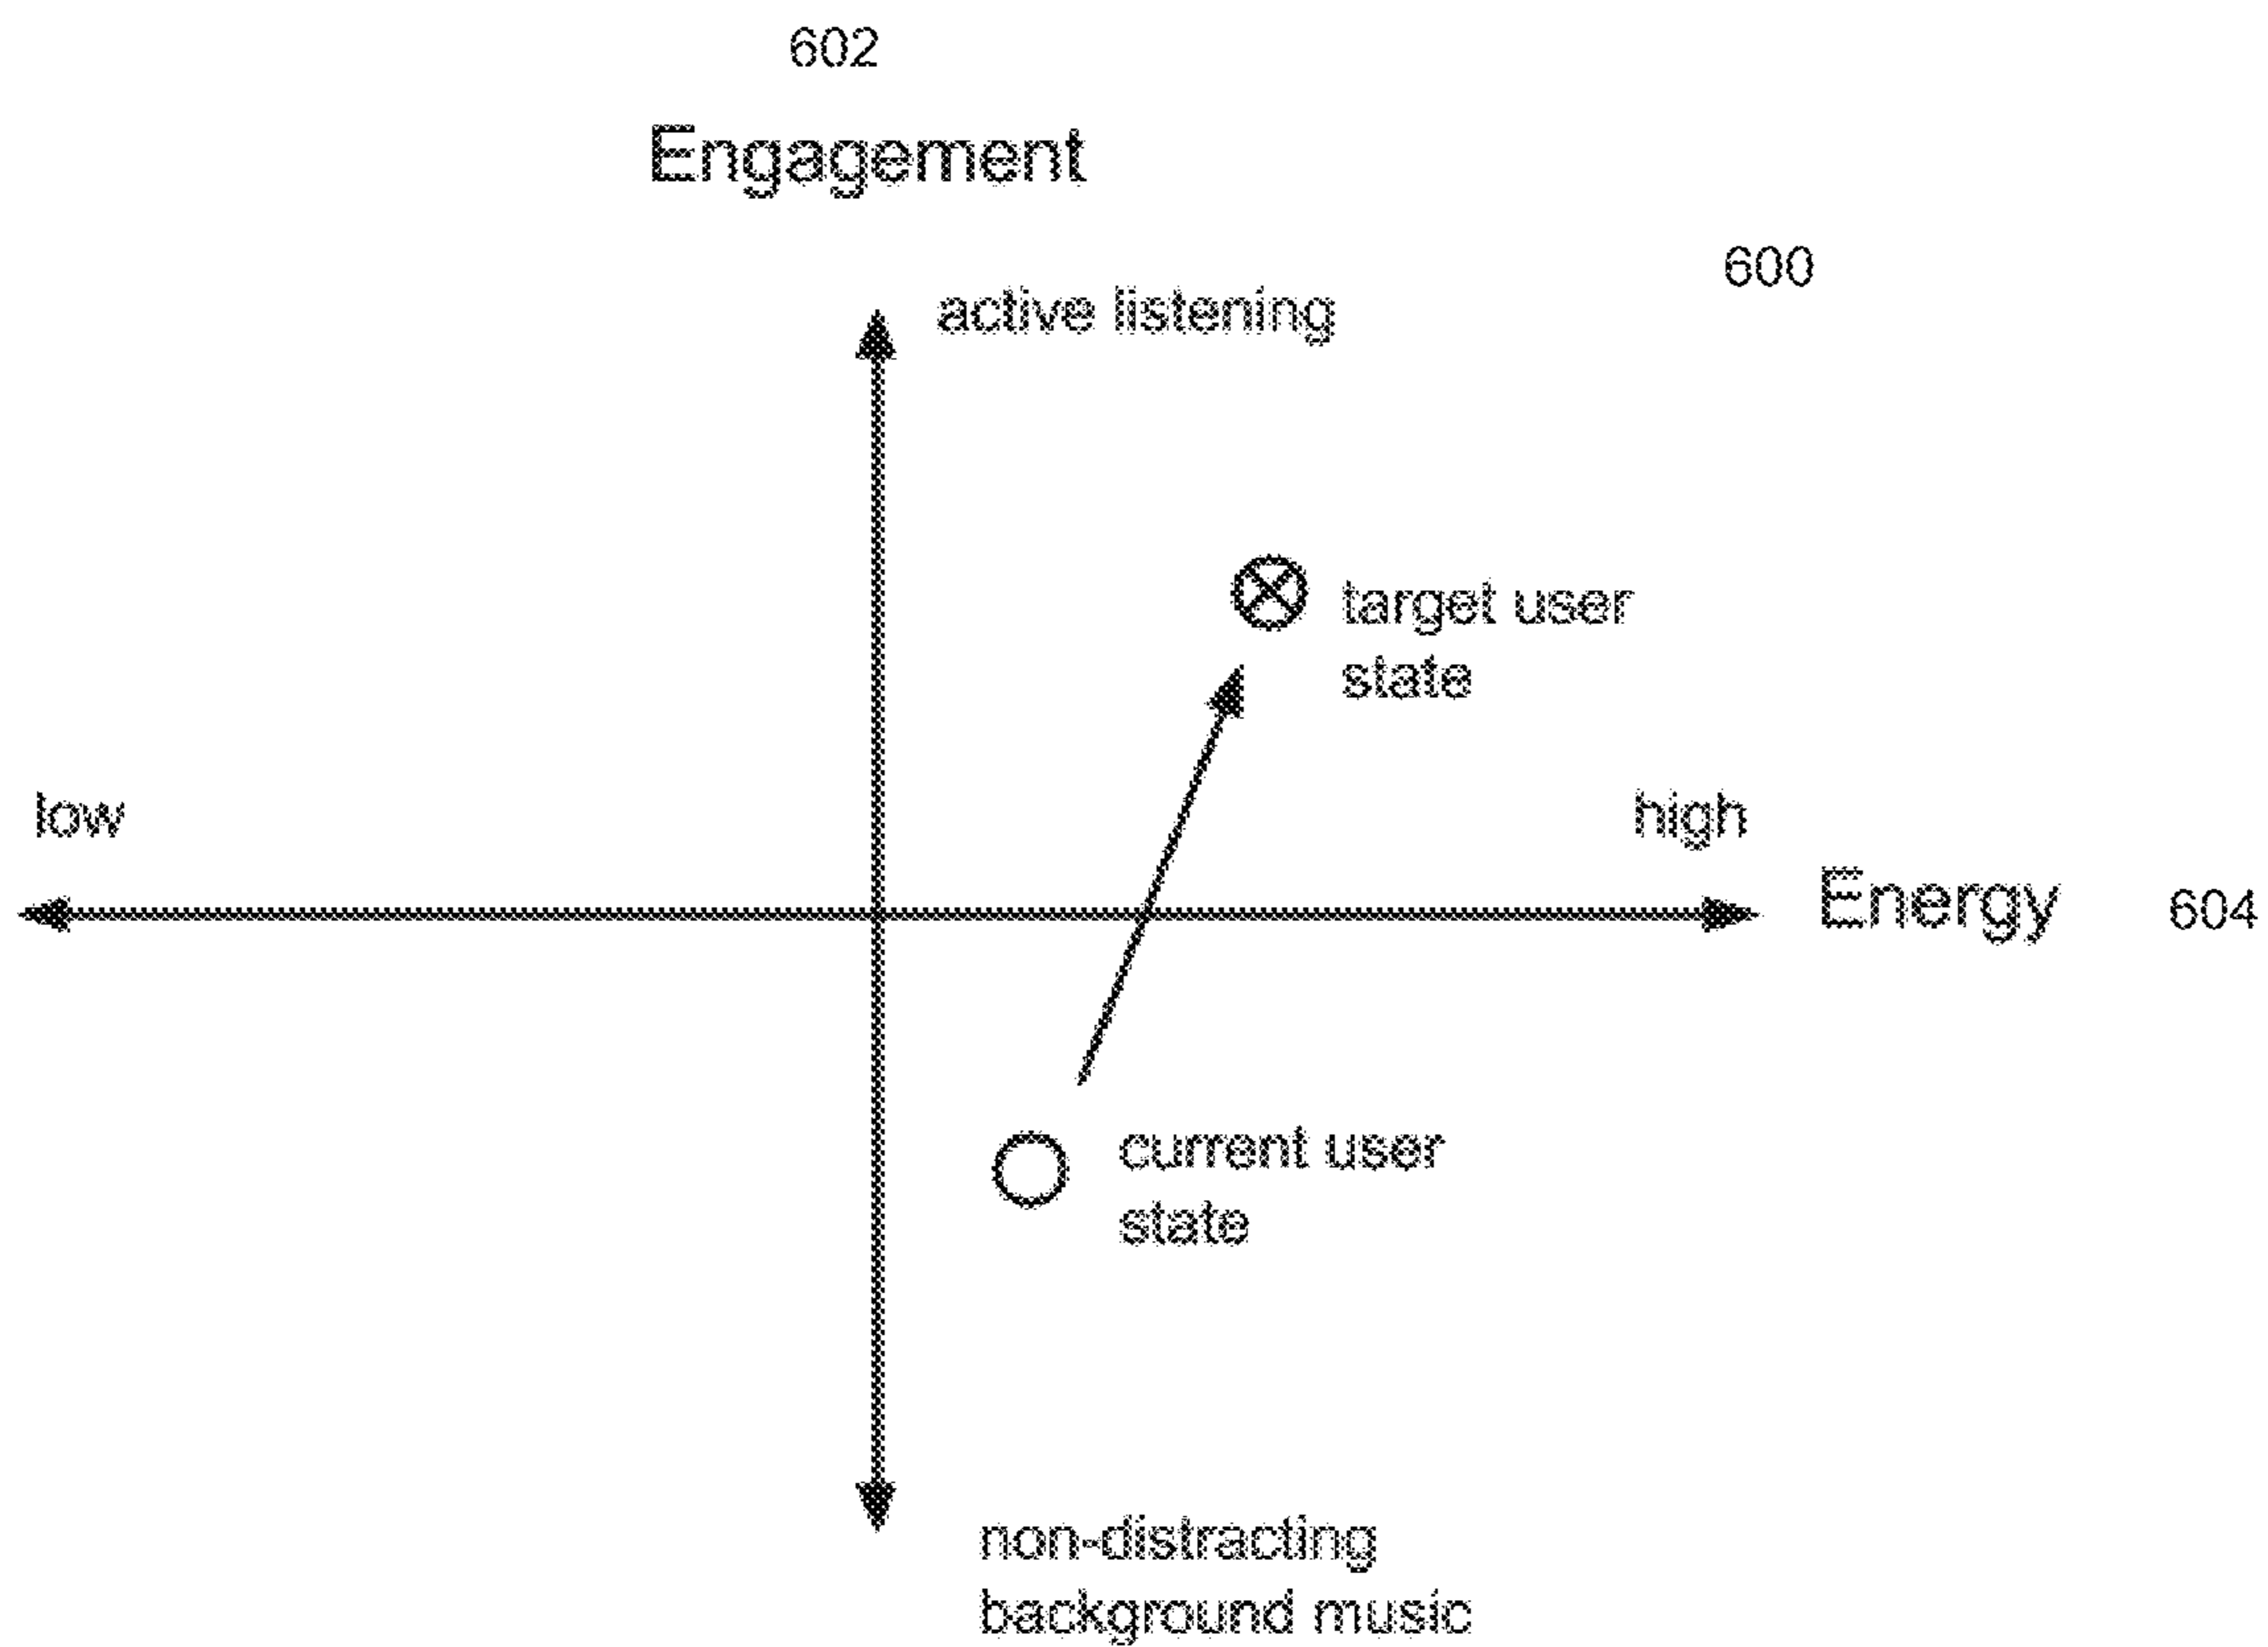 602
Engagement
600
active listening
target user
state
low
high
Energy
604
current user
state
non-distracting
background music